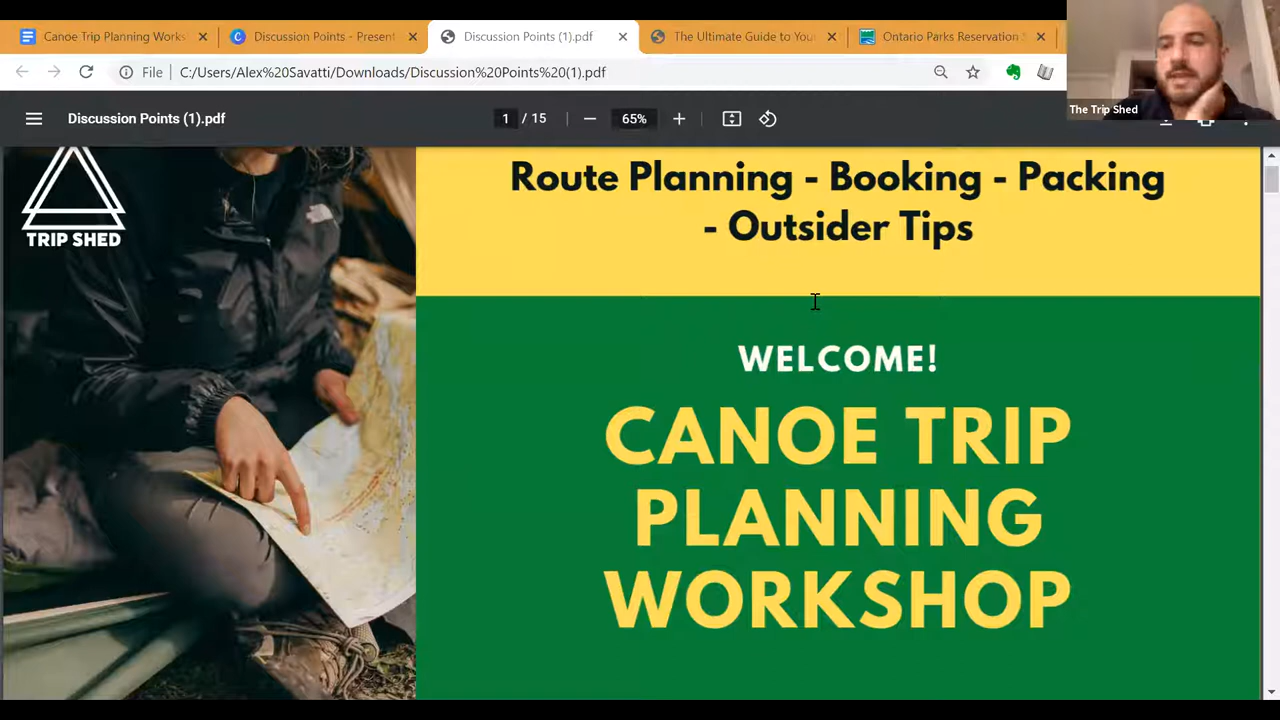 Canoe Trip Planning Works
Discussion Points - Present
Discussion Points (1).pdf
The Ultimate Guide to You
Ontario Parks Reservation
File
C:/Users/Alex%20Savatti/Downloads/Discussion%20Points%20(1).pdf
The Trip Shed
Discussion Points (1).pdf
1 / 15
65%
TRIP SHED
Route Planning - Booking - Packing
- Outsider Tips
WELCOME!
CANOE TRIP
PLANNING
WORKSHOP